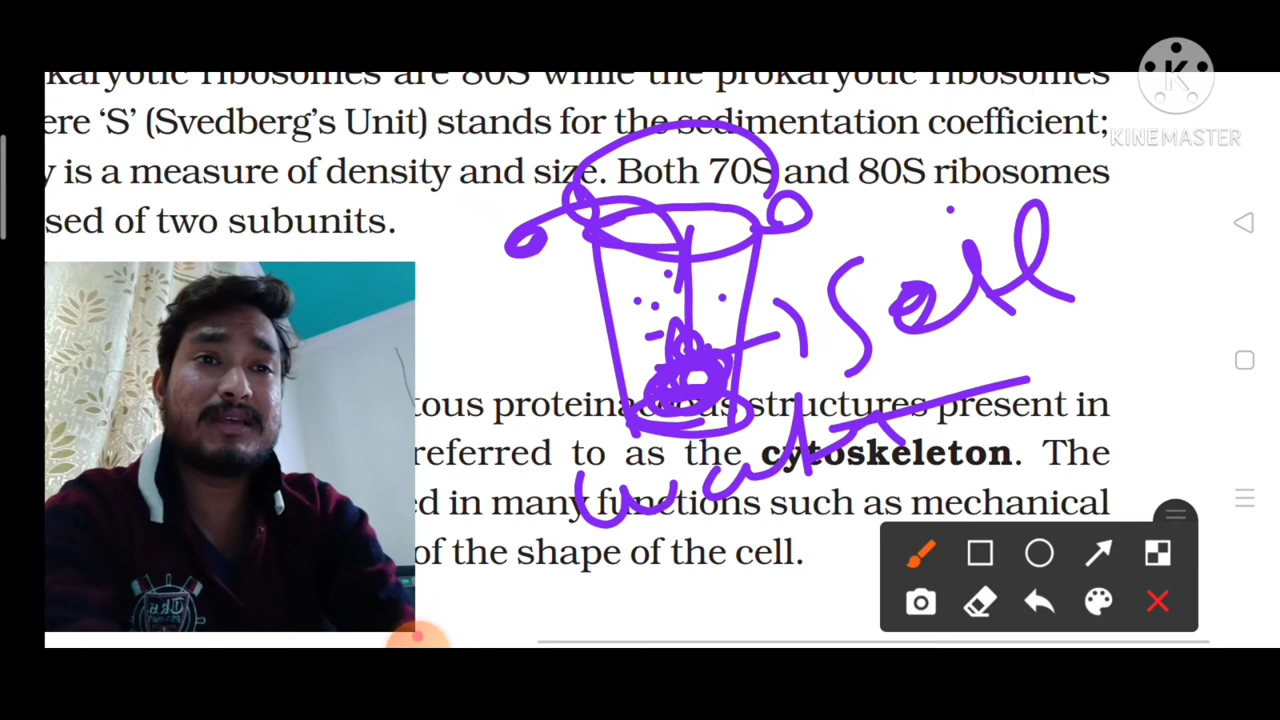 karyotic ribosomes are 80S while the prokaryotic ribosomes
ere ‘S’ (Svedberg’s Unit) stands for the sedimentation coefficient;
y is a measure of density and size. Both 70S and 80S ribosomes
sed of two subunits.
KINEMASTER
Soil
tous proteinaceous structures present in
referred to as the cytoskeleton. The
water
ed in many functions such as mechanical
of the shape of the cell.